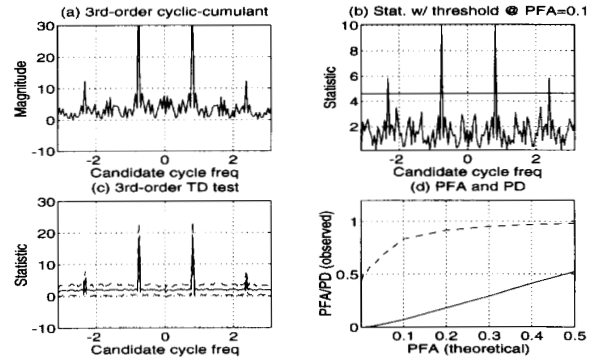 (a) 3rd-order cyclic-cumulant
Magnitude
30
20
10
0
-10
-2
0
2
Candidate cycle freq
(b) Stat. w/ threshold @ PFA=0.1
Statistic
10
8
6
4
2
-2
0
2
Candidate cycle freq
(c) 3rd-order TD test
Statistic
30
20
10
0
-10
-2
0
2
Candidate cycle freq
(d) PFA and PD
PFA/PD (observed)
1
0.5
0
0.1
0.2
0.3
0.4
0.5
PFA (theoretical)